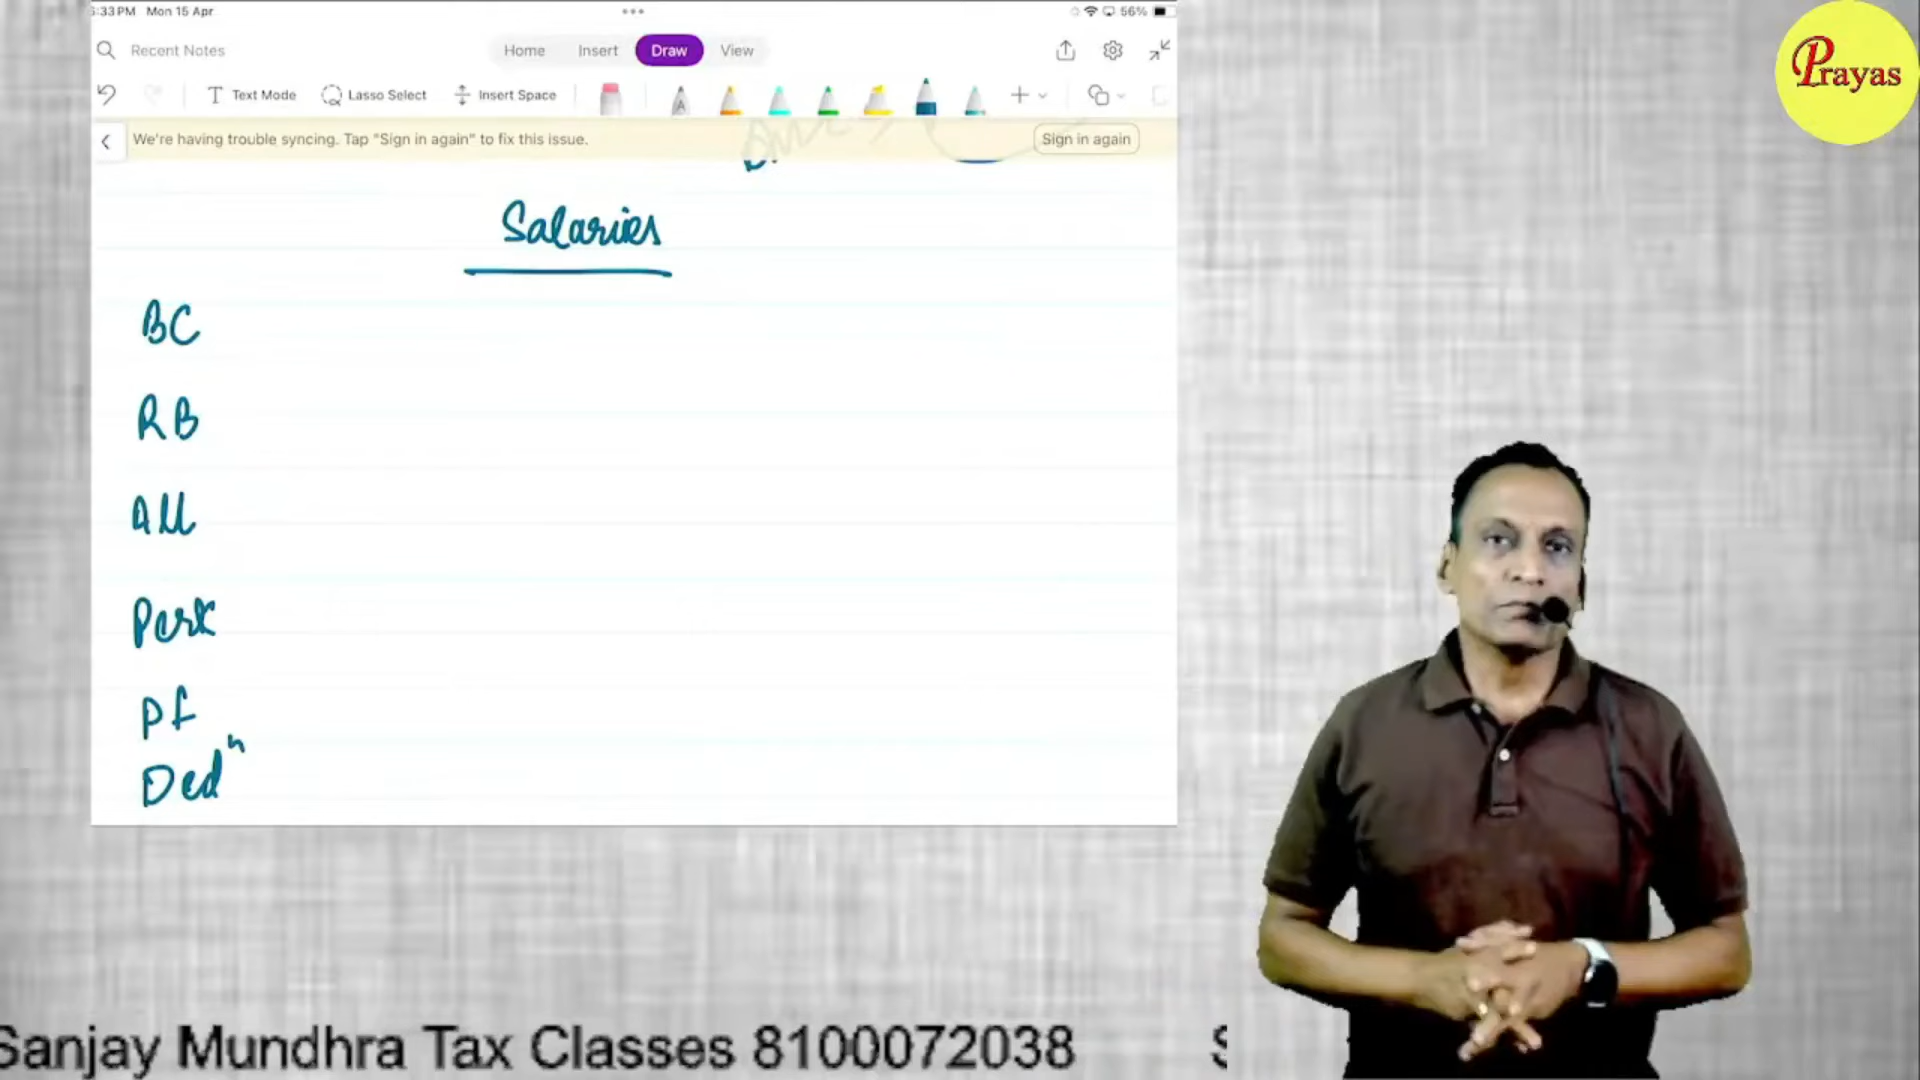 :33 PM Mon 15 Apr
56%
Recent Notes
Home Insert Draw View
Text Mode Lasso Select Insert Space
We're having trouble syncing. Tap "Sign in again" to fix this issue.
Sign in again
Salaries
BC
RB
All
Perk
PF
Dedⁿ
Prayas
Sanjay Mundhra Tax Classes 8100072038
S